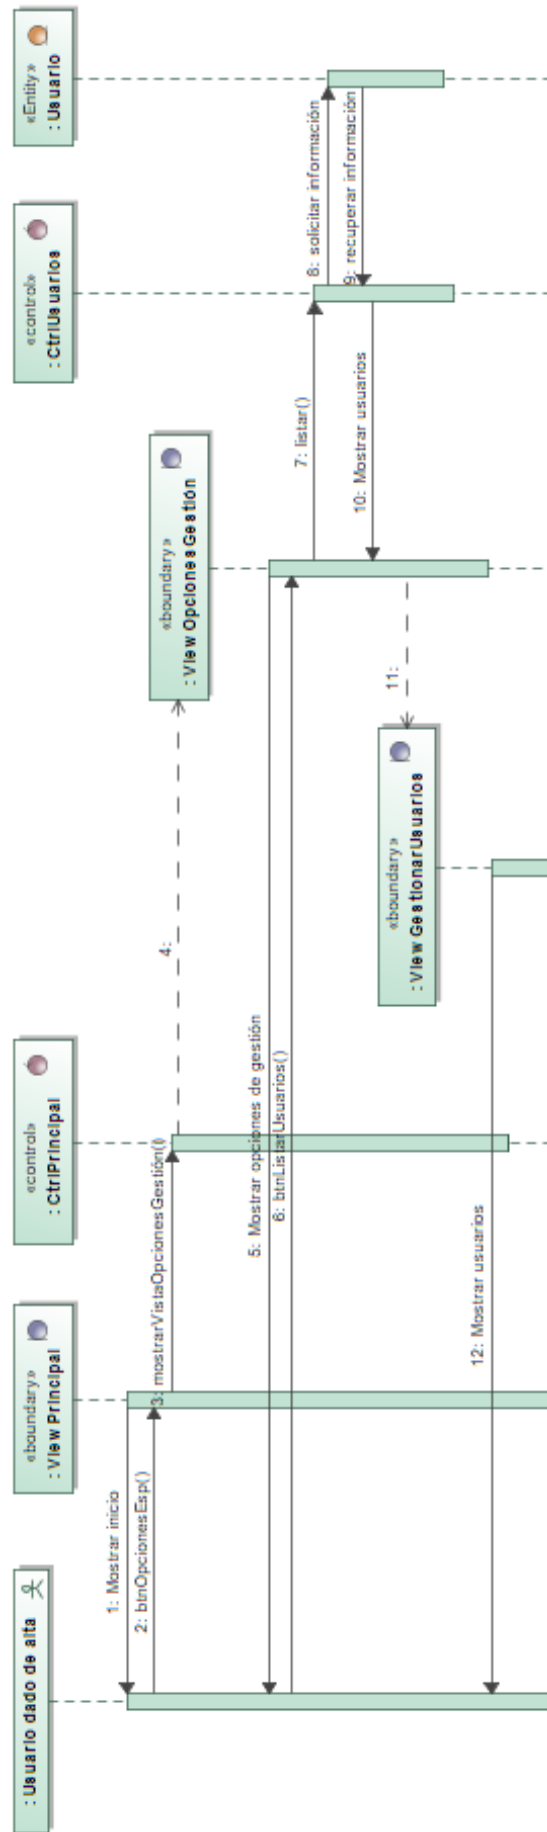 : Usuario dado de alta
«boundary»
: View Principal
«control»
: CtrlPrincipal
«boundary»
: View OpcionesGestión
«control»
: CtrlUsuarios
«Entity»
: Usuario
1: Mostrar inicio
2: btnOpcionesEsp()
3: mostrarVistaOpcionesGestión()
4:
5: Mostrar opciones de gestión
6: btnListarUsuarios()
7: listar()
8: solicitar información
9: recuperar información
10: Mostrar usuarios
11:
«boundary»
: View GestionarUsuarios
12: Mostrar usuarios